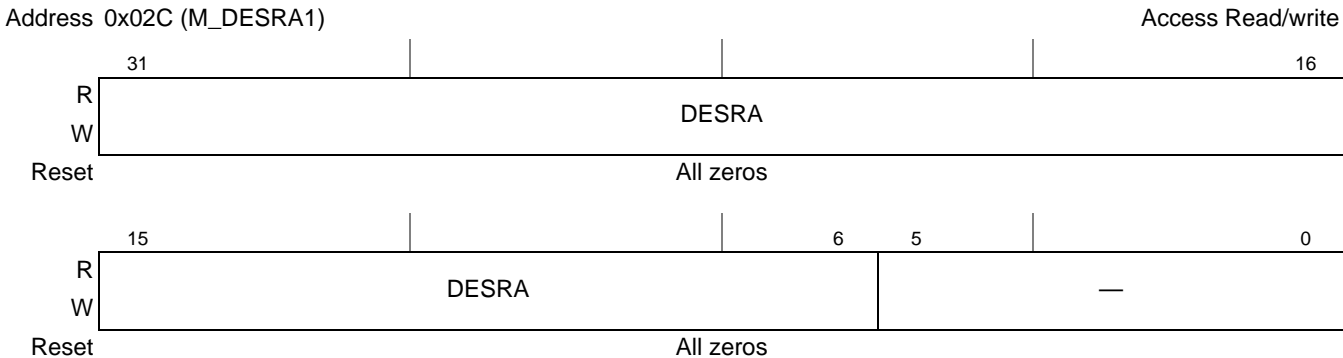 Address 0x02C (M_DESRA1) Access Read/write
31 16
R
DESRA
W
Reset All zeros
15 6 5 0
R
DESRA —
W
Reset All zeros